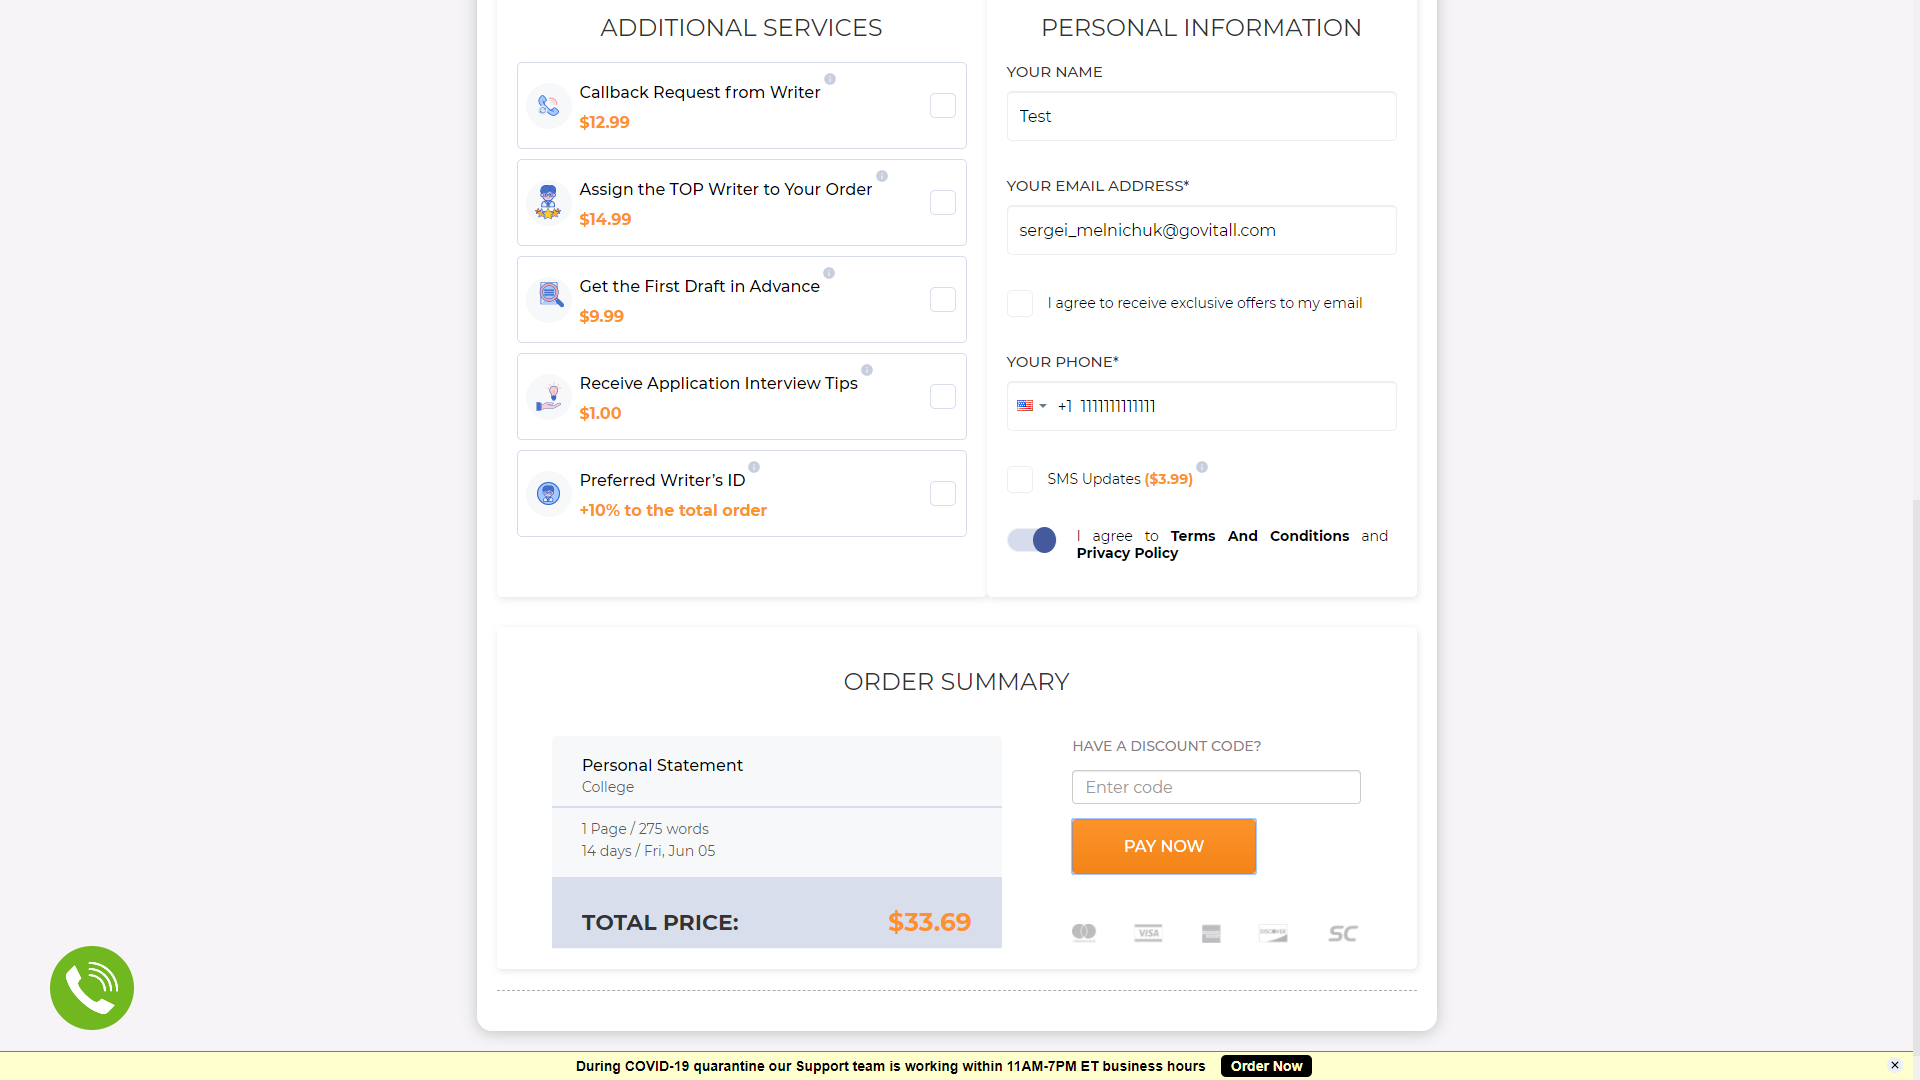 ADDITIONAL SERVICES
Callback Request from Writer
$12.99
Assign the TOP Writer to Your Order
$14.99
Get the First Draft in Advance
$9.99
Receive Application Interview Tips
$1.00
Preferred Writer’s ID
+10% to the total order
PERSONAL INFORMATION
YOUR NAME
Test
YOUR EMAIL ADDRESS*
sergei_melnichuk@govitall.com
I agree to receive exclusive offers to my email
YOUR PHONE*
+1 1111111111111
SMS Updates ($3.99)
I agree to Terms And Conditions and
Privacy Policy
ORDER SUMMARY
Personal Statement
College
1 Page / 275 words
14 days / Fri, Jun 05
TOTAL PRICE: $33.69
HAVE A DISCOUNT CODE?
Enter code
PAY NOW
VISA
DISCOVER
SC
During COVID-19 quarantine our Support team is working within 11AM-7PM ET business hours Order Now